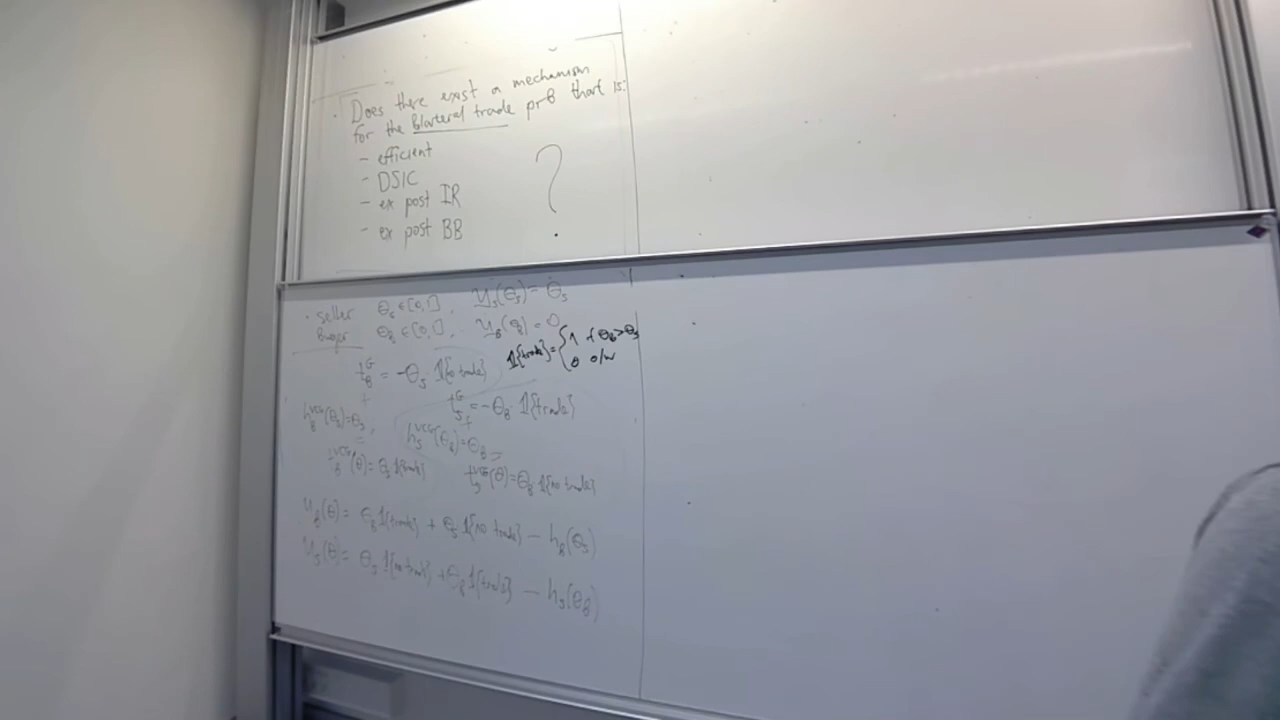 · Does there exist a mechanism
for the bilateral trade prb that is:
- efficient
- DSIC
- ex post IR
- ex post BB
?
· seller θ_s ∈ [0,1], u_s(θ_s) = θ_s
Buyer θ_B ∈ [0,1], u_B(θ_B) = 0
1{trade} = { 1 if θ_B > θ_s
0 o/w
t_B^G = -θ_s · 1{no trade}
t_s^G = -θ_B · 1{trade}
+ +
h_B^VCG(θ_s) = θ_s, h_s^VCG(θ_B) = θ_B
= =
t_B^VCG(θ) = θ_s 1{trade} t_s^VCG(θ) = θ_B · 1{no trade}
u_B(θ) = θ_B 1{trade} + θ_s 1{no trade} - h_B(θ_s)
u_s(θ) = θ_s 1{no trade} + θ_B 1{trade} - h_s(θ_B)